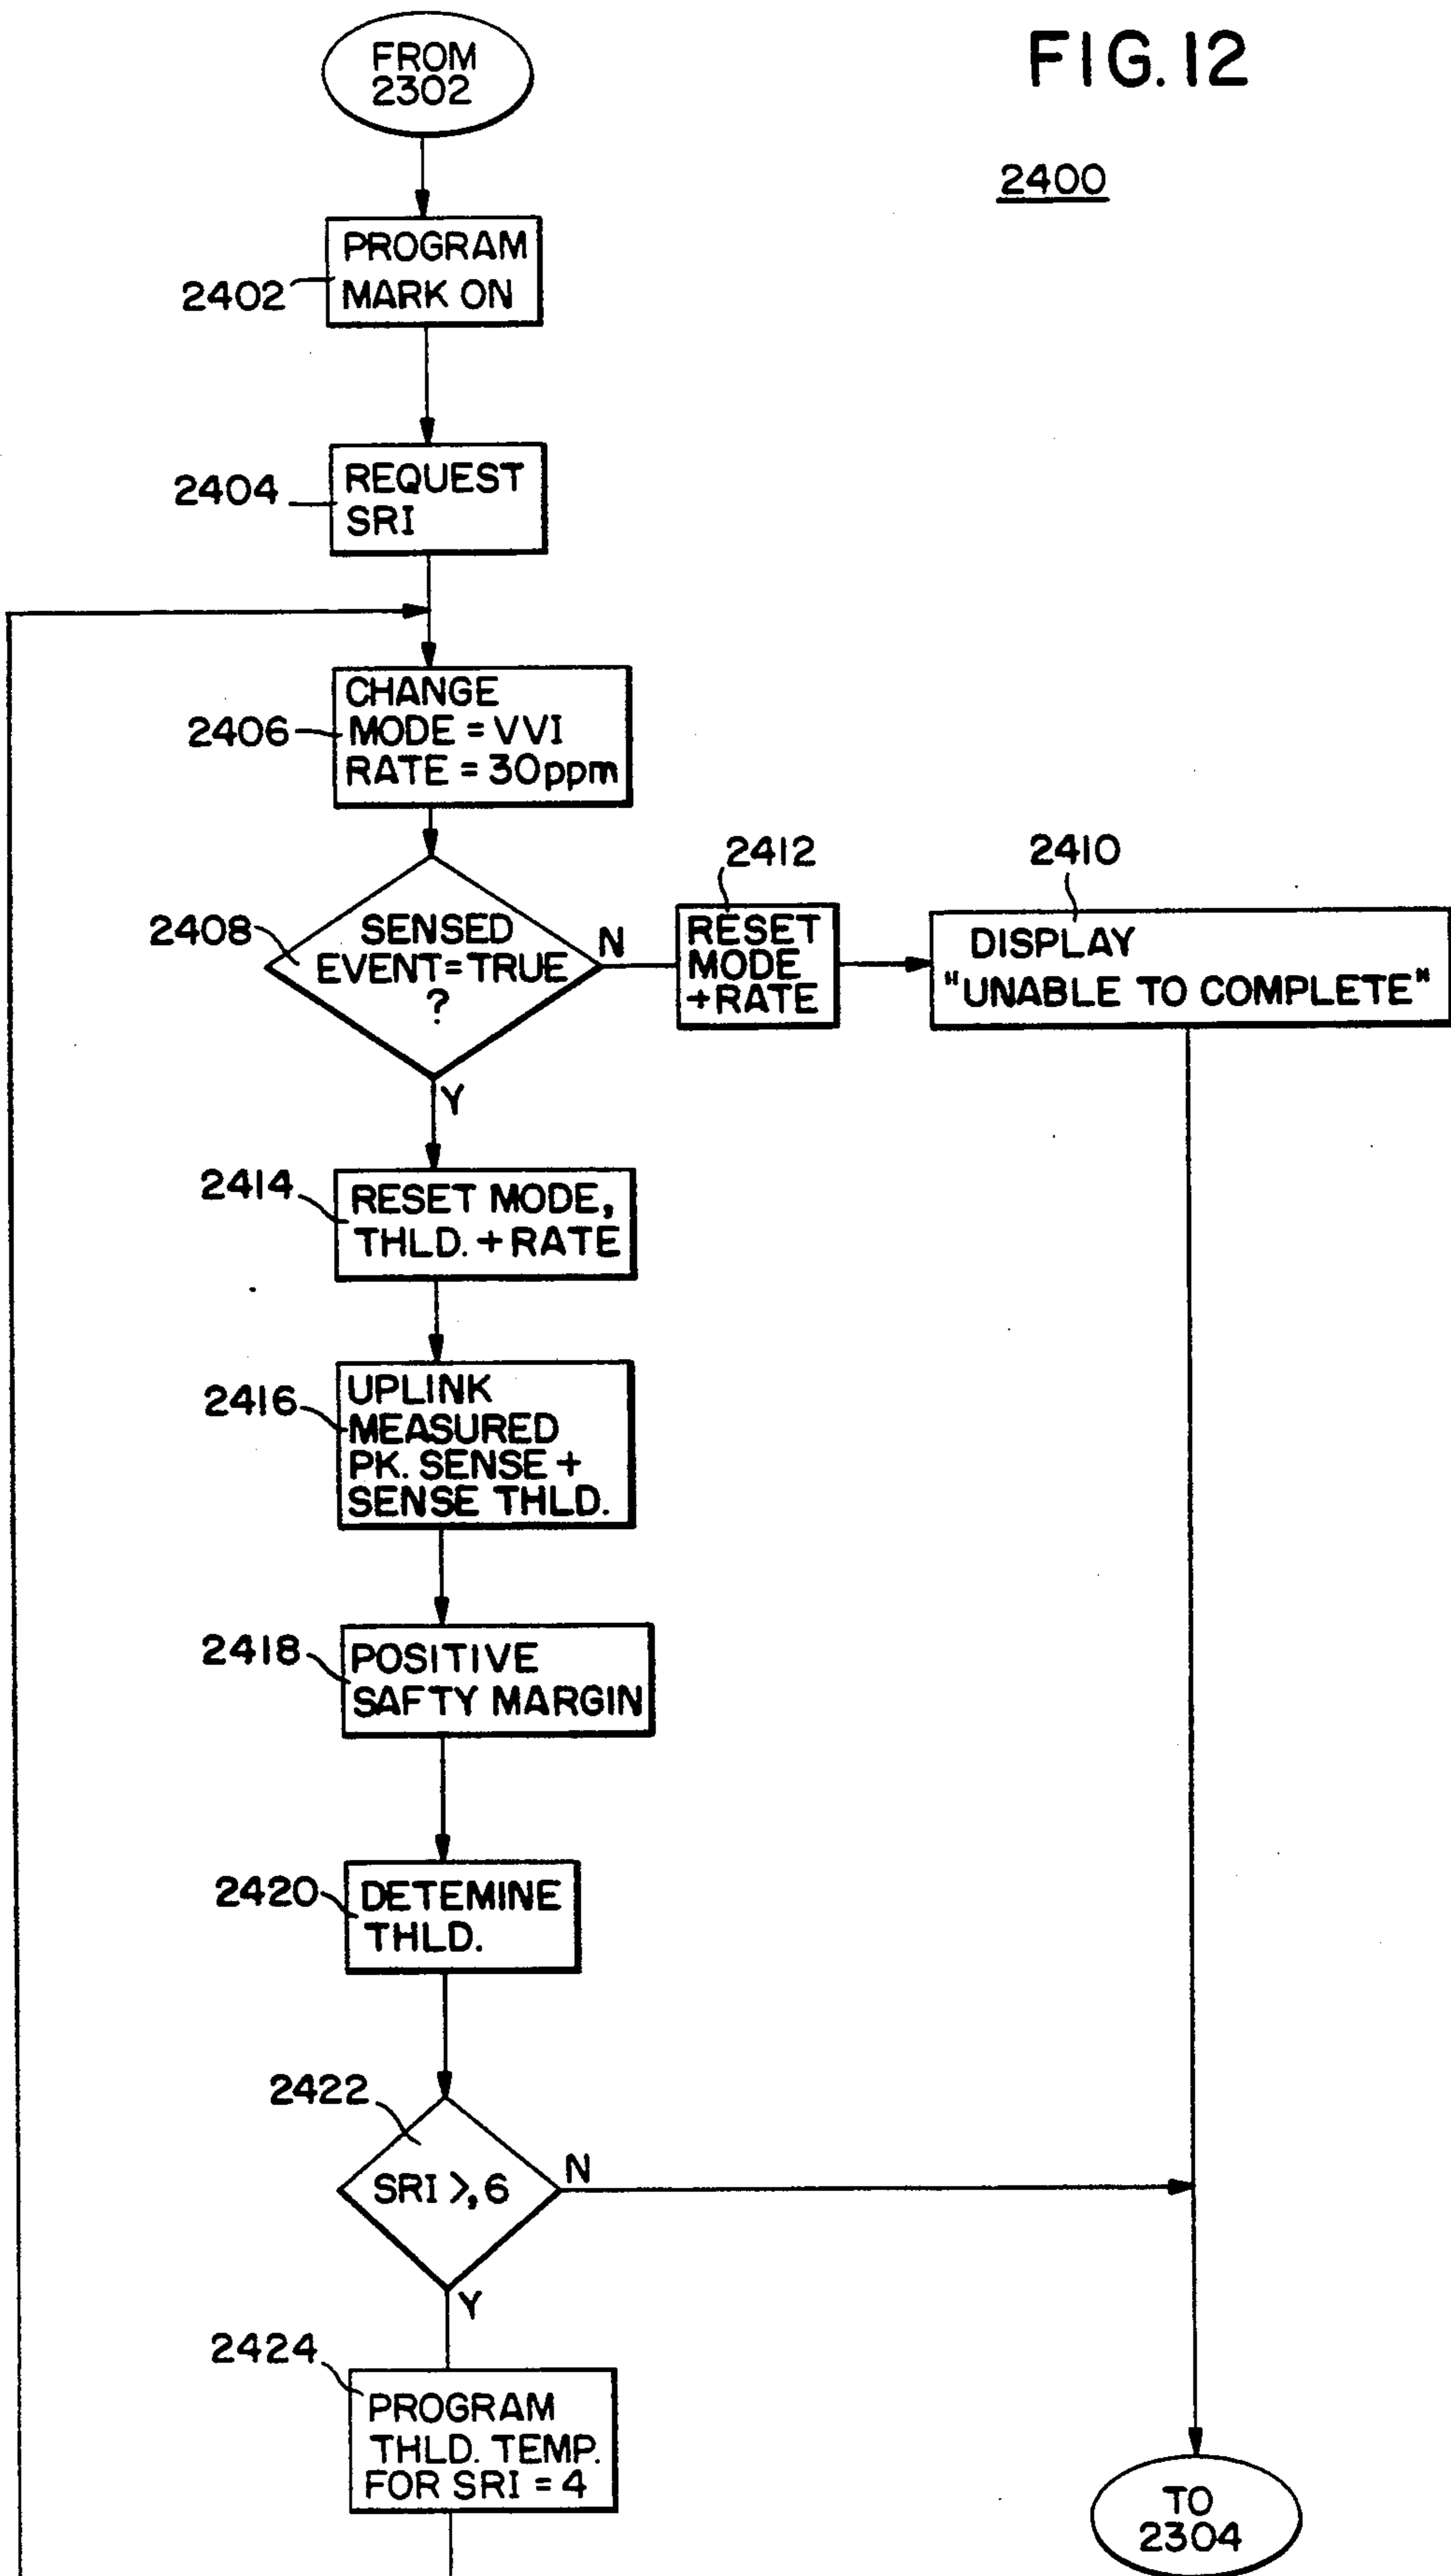 FROM
2302
FIG. 12
2400
PROGRAM
MARK ON
2402
REQUEST
SRI
2404
CHANGE
MODE = VVI
RATE = 30ppm
2406
2408
SENSED
EVENT=TRUE
?
N
Y
2412
RESET
MODE
+RATE
2410
DISPLAY
"UNABLE TO COMPLETE"
2414
RESET MODE,
THLD. + RATE
2416
UPLINK
MEASURED
PK. SENSE +
SENSE THLD.
2418
POSITIVE
SAFTY MARGIN
2420
DETEMINE
THLD.
2422
SRI >, 6
N
Y
2424
PROGRAM
THLD. TEMP.
FOR SRI = 4
TO
2304